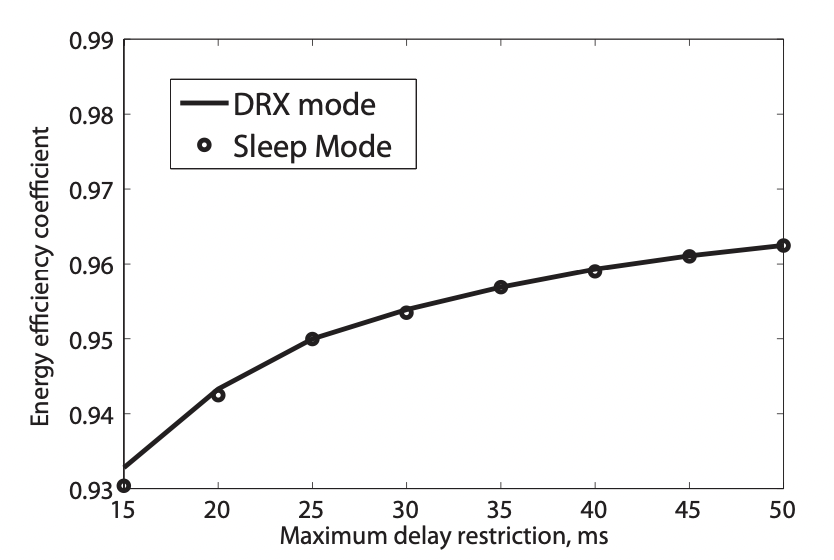 0.99
0.98
0.97
0.96
0.95
0.94
0.93
Energy efficiency coefficient
DRX mode
Sleep Mode
15 20 25 30 35 40 45 50
Maximum delay restriction, ms